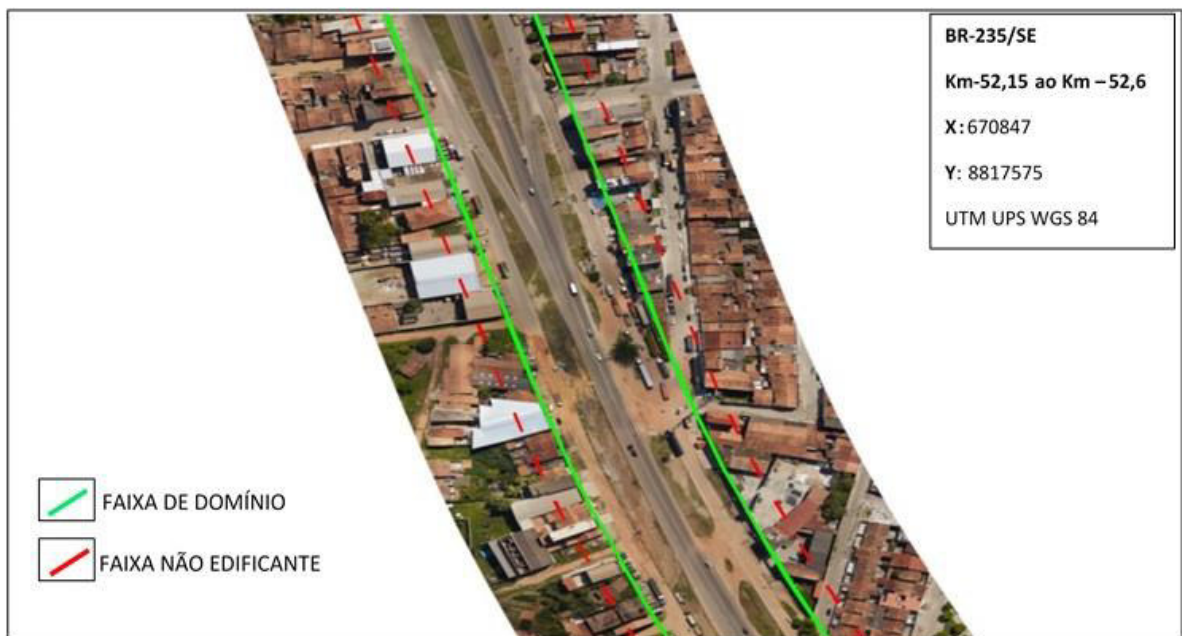 BR-235/SE
Km-52,15 ao Km – 52,6
X: 670847
Y: 8817575
UTM UPS WGS 84
FAIXA DE DOMÍNIO
FAIXA NÃO EDIFICANTE